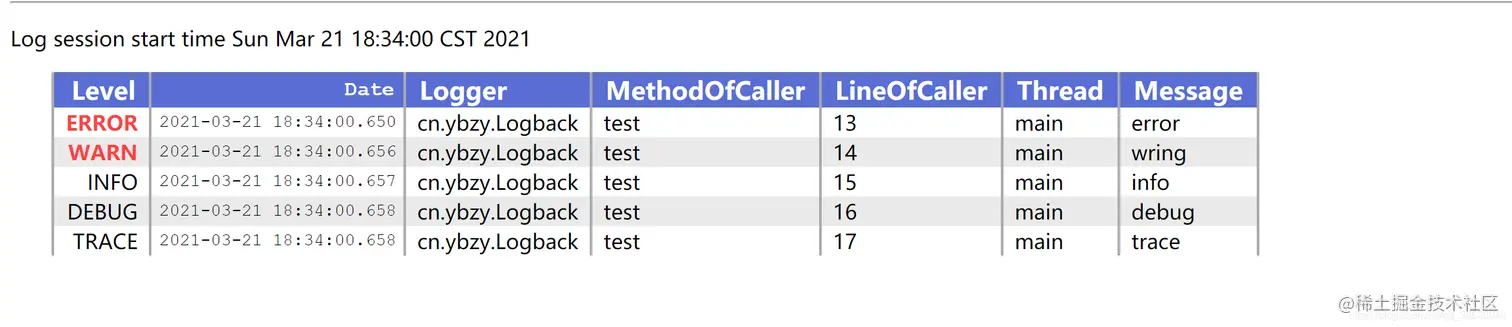 Log session start time Sun Mar 21 18:34:00 CST 2021
Level Date Logger MethodOfCaller LineOfCaller Thread Message
ERROR 2021-03-21 18:34:00.650 cn.ybzy.Logback test 13 main error
WARN 2021-03-21 18:34:00.656 cn.ybzy.Logback test 14 main wring
INFO 2021-03-21 18:34:00.657 cn.ybzy.Logback test 15 main info
DEBUG 2021-03-21 18:34:00.658 cn.ybzy.Logback test 16 main debug
TRACE 2021-03-21 18:34:00.658 cn.ybzy.Logback test 17 main trace
@稀土掘金技术社区